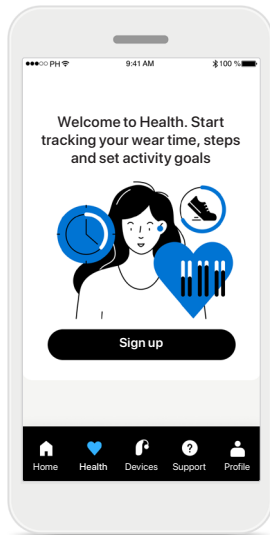 PH 9:41 AM 100 %
Welcome to Health. Start
tracking your wear time, steps
and set activity goals
Sign up
Home Health Devices Support Profile